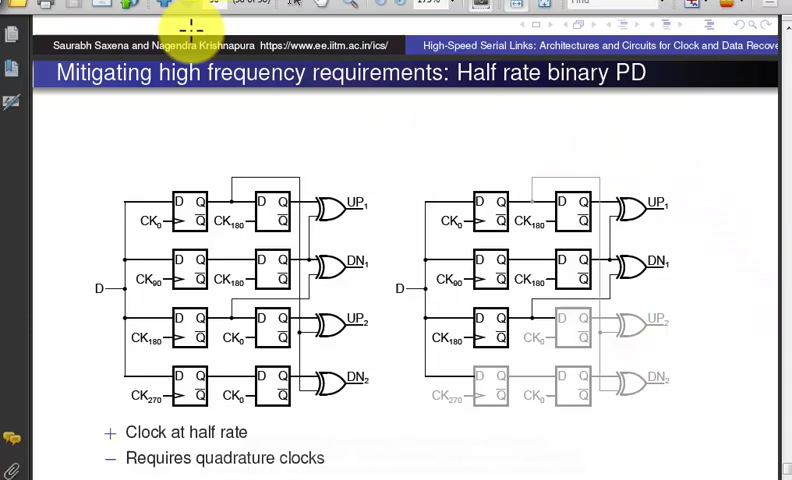 Find
Saurabh Saxena and Nagendra Krishnapura https://www.ee.iitm.ac.in/ics/ High-Speed Serial Links: Architectures and Circuits for Clock and Data Recove
Mitigating high frequency requirements: Half rate binary PD
D Q D Q UP1 D Q D Q UP1
CK0 Q CK180 Q CK0 Q CK180 Q
D Q D Q DN1 D Q D Q DN1
CK90 Q CK180 Q CK90 Q CK180 Q
D D
D Q D Q UP2 D Q D Q UP2
CK180 Q CK0 Q CK180 Q CK0 Q
D Q D Q DN2 D Q D Q DN2
CK270 Q CK0 Q CK270 Q CK0 Q
+ Clock at half rate
− Requires quadrature clocks